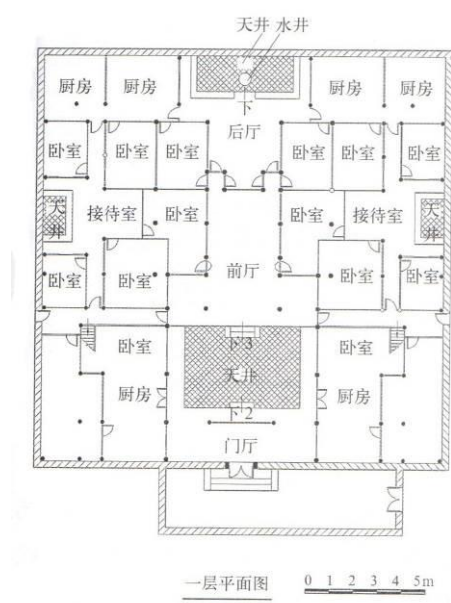 天井 水井
厨房 厨房 厨房 厨房
下
后厅
卧室 卧室 卧室 卧室 卧室 卧室
天井 接待室 卧室 卧室 接待室 天井
前厅
卧室 卧室 卧室 卧室
下3
卧室 卧室
天井
厨房 厨房
下2
门厅
一层平面图
0 1 2 3 4 5m